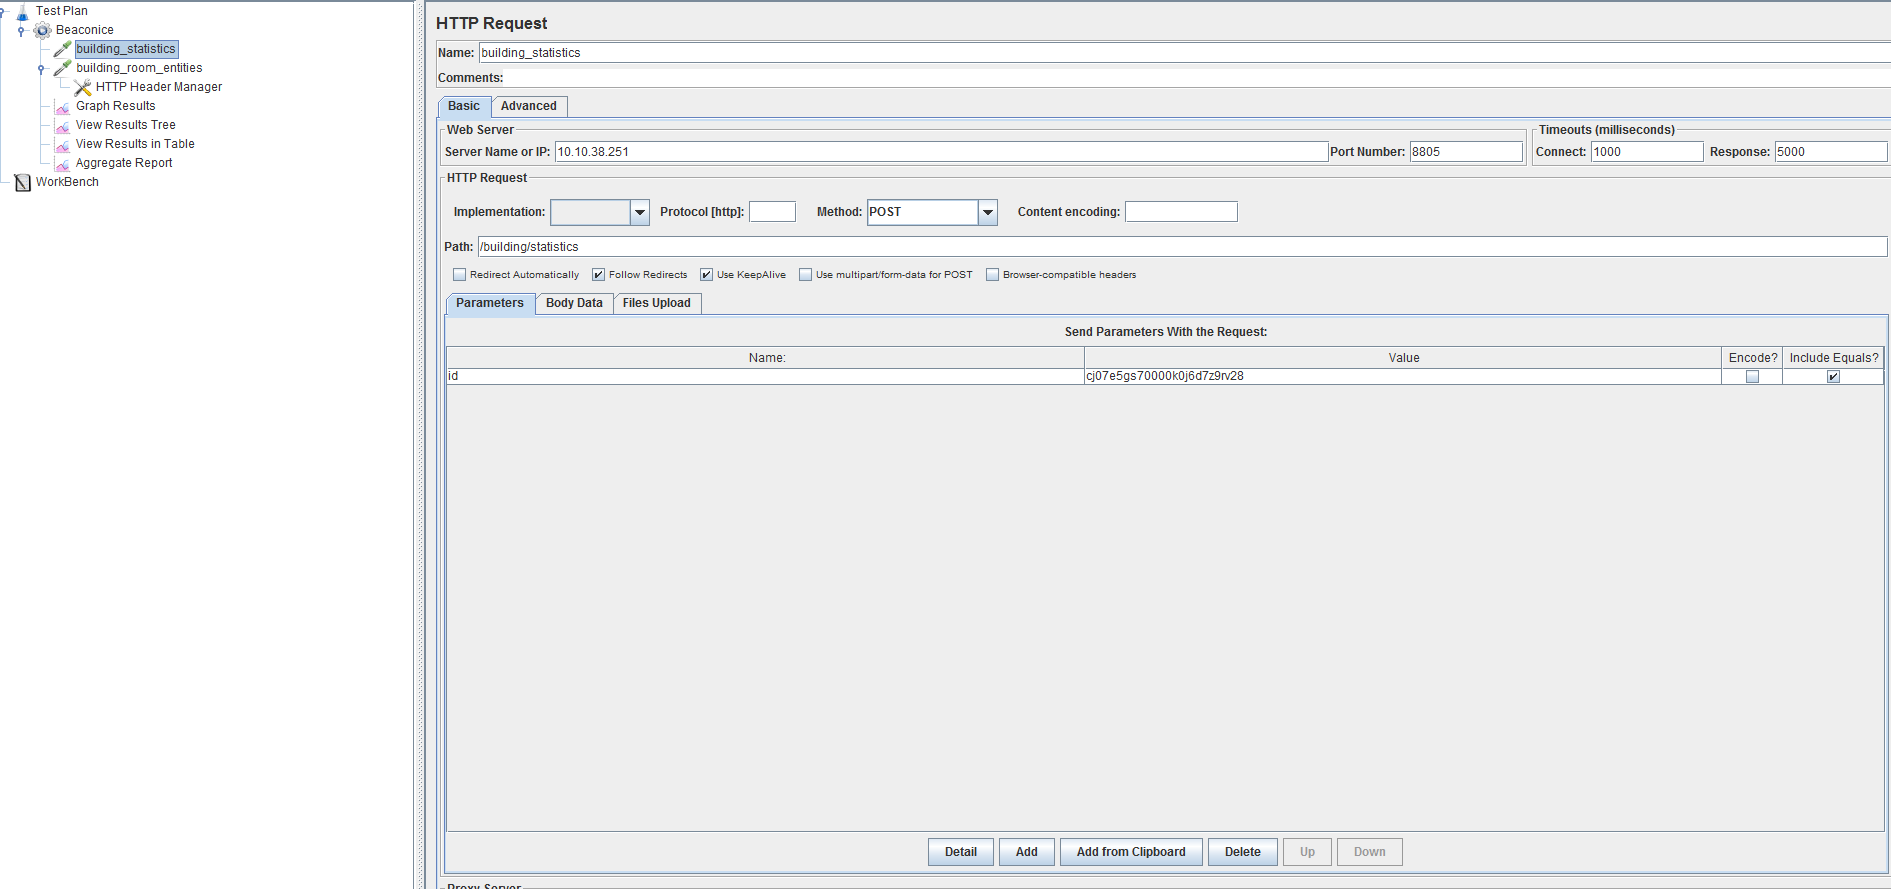 Test Plan
Beaconice
building_statistics
building_room_entities
HTTP Header Manager
Graph Results
View Results Tree
View Results in Table
Aggregate Report
WorkBench
HTTP Request
Name: building_statistics
Comments:
Basic Advanced
Web Server
Server Name or IP: 10.10.38.251 Port Number: 8805
Timeouts (milliseconds)
Connect: 1000 Response: 5000
HTTP Request
Implementation: Protocol [http]: Method: POST Content encoding:
Path: /building/statistics
Redirect Automatically Follow Redirects Use KeepAlive Use multipart/form-data for POST Browser-compatible headers
Parameters Body Data Files Upload
Send Parameters With the Request:
Name: Value Encode? Include Equals?
id cj07e5gs70000k0j6d7z9rv28
Detail Add Add from Clipboard Delete Up Down
Proxy Server